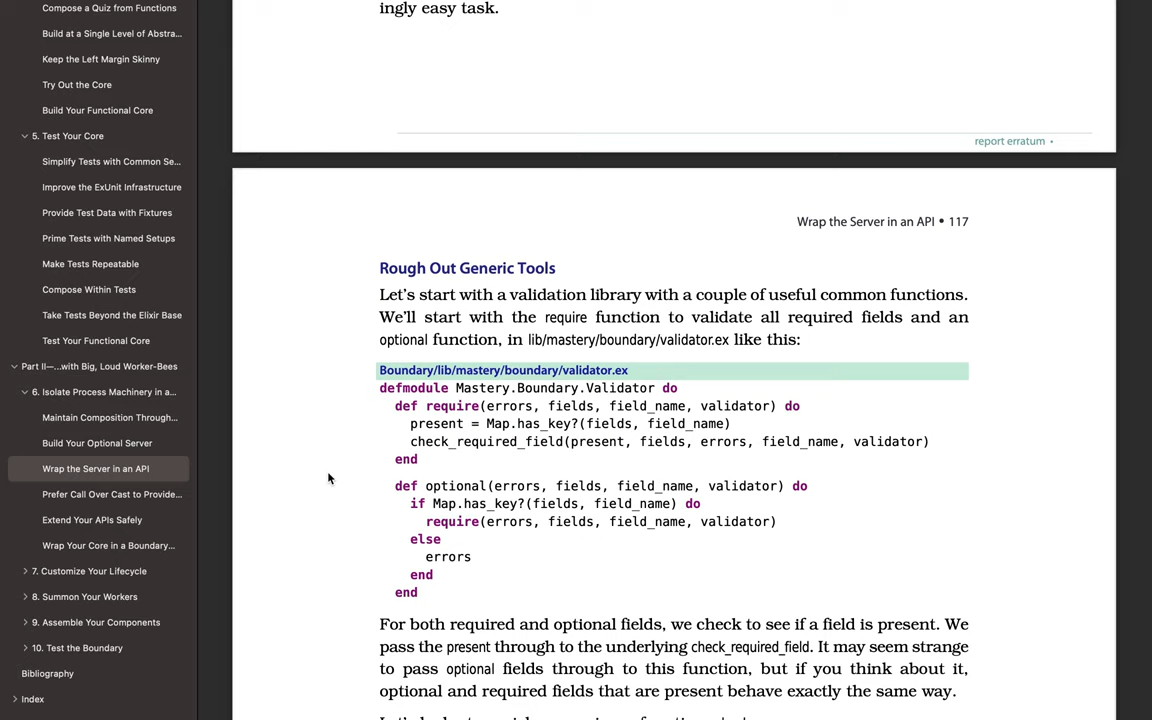 Compose a Quiz from Functions
Build at a Single Level of Abstra...
Keep the Left Margin Skinny
Try Out the Core
Build Your Functional Core
5. Test Your Core
Simplify Tests with Common Se...
Improve the ExUnit Infrastructure
Provide Test Data with Fixtures
Prime Tests with Named Setups
Make Tests Repeatable
Compose Within Tests
Take Tests Beyond the Elixir Base
Test Your Functional Core
Part II—...with Big, Loud Worker-Bees
6. Isolate Process Machinery in a...
Maintain Composition Through...
Build Your Optional Server
Wrap the Server in an API
Prefer Call Over Cast to Provide...
Extend Your APIs Safely
Wrap Your Core in a Boundary...
7. Customize Your Lifecycle
8. Summon Your Workers
9. Assemble Your Components
10. Test the Boundary
Bibliography
Index
ingly easy task.
report erratum •
Wrap the Server in an API • 117
Rough Out Generic Tools
Let's start with a validation library with a couple of useful common functions.
We'll start with the require function to validate all required fields and an
optional function, in lib/mastery/boundary/validator.ex like this:
Boundary/lib/mastery/boundary/validator.ex
defmodule Mastery.Boundary.Validator do
def require(errors, fields, field_name, validator) do
present = Map.has_key?(fields, field_name)
check_required_field(present, fields, errors, field_name, validator)
end
def optional(errors, fields, field_name, validator) do
if Map.has_key?(fields, field_name) do
require(errors, fields, field_name, validator)
else
errors
end
end
For both required and optional fields, we check to see if a field is present. We
pass the present through to the underlying check_required_field. It may seem strange
to pass optional fields through to this function, but if you think about it,
optional and required fields that are present behave exactly the same way.